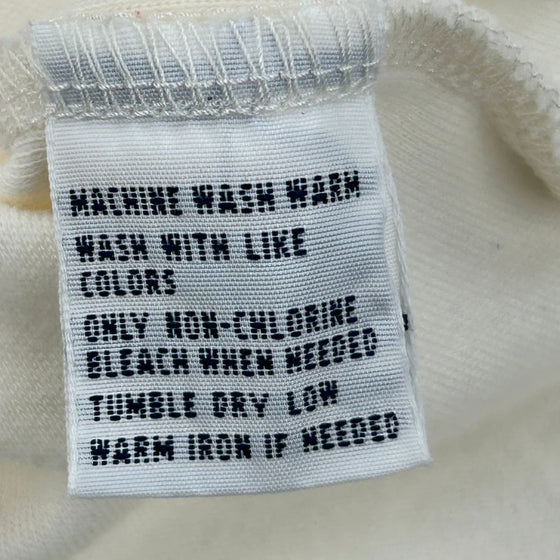 MACHINE WASH WARM
WASH WITH LIKE
COLORS
ONLY NON-CHLORINE
BLEACH WHEN NEEDED
TUMBLE DRY LOW
WARM IRON IF NEEDED